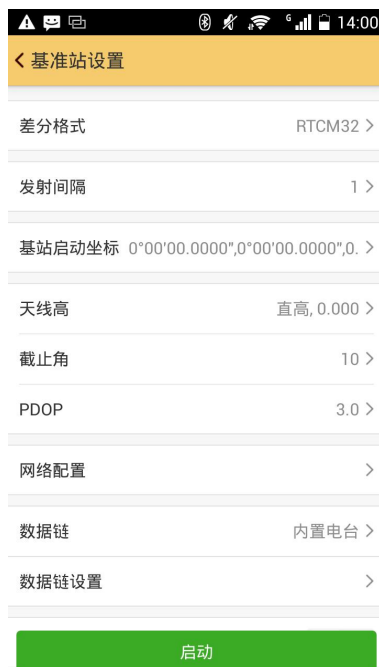 G 14:00
基准站设置
差分格式 RTCM32
发射间隔 1
基站启动坐标 0°00'00.0000",0°00'00.0000",0.
天线高 直高, 0.000
截止角 10
PDOP 3.0
网络配置
数据链 内置电台
数据链设置
启动